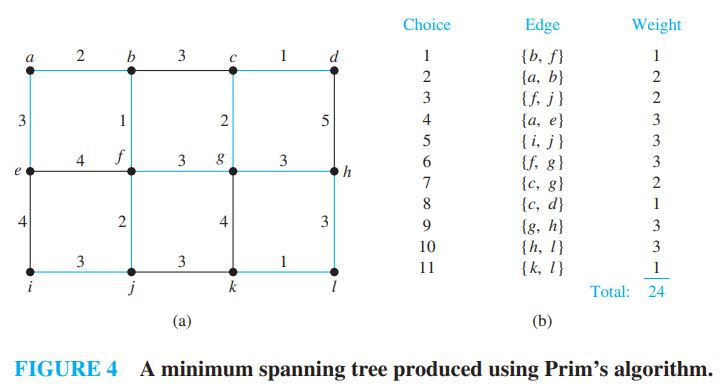 a 2 b 3 c 1 d
3 1 2 5
e 4 f 3 g 3 h
4 2 4 3
3 3 1
i j k l
(a)
Choice Edge Weight
1 {b, f} 1
2 {a, b} 2
3 {f, j} 2
4 {a, e} 3
5 {i, j} 3
6 {f, g} 3
7 {c, g} 2
8 {c, d} 1
9 {g, h} 3
10 {h, l} 3
11 {k, l} 1
Total: 24
(b)
FIGURE 4 A minimum spanning tree produced using Prim’s algorithm.